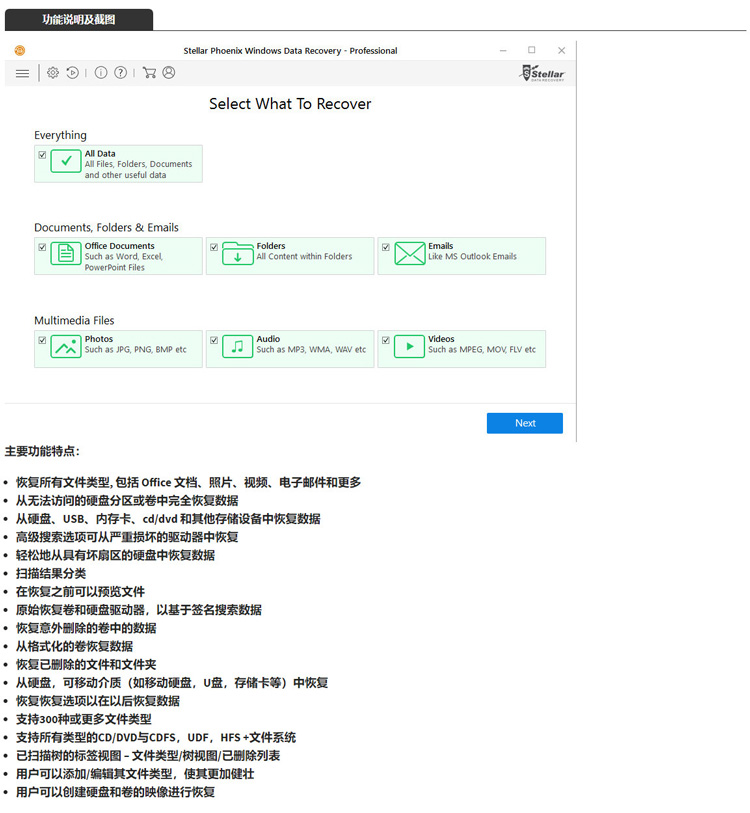 功能说明及截图
Stellar Phoenix Windows Data Recovery - Professional
Stellar
DATA RECOVERY
Select What To Recover
Everything
All Data
All Files, Folders, Documents
and other useful data
Documents, Folders & Emails
Office Documents
Such as Word, Excel,
PowerPoint Files
Folders
All Content within Folders
Emails
Like MS Outlook Emails
Multimedia Files
Photos
Such as JPG, PNG, BMP etc
Audio
Such as MP3, WMA, WAV etc
Videos
Such as MPEG, MOV, FLV etc
Next
主要功能特点：
• 恢复所有文件类型, 包括 Office 文档、照片、视频、电子邮件和更多
• 从无法访问的硬盘分区或卷中完全恢复数据
• 从硬盘、USB、内存卡、cd/dvd 和其他存储设备中恢复数据
• 高级搜索选项可从严重损坏的驱动器中恢复
• 轻松地从具有坏扇区的硬盘中恢复数据
• 扫描结果分类
• 在恢复之前可以预览文件
• 原始恢复卷和硬盘驱动器，以基于签名搜索数据
• 恢复意外删除的卷中的数据
• 从格式化的卷恢复数据
• 恢复已删除的文件和文件夹
• 从硬盘，可移动介质（如移动硬盘，U盘，存储卡等）中恢复
• 恢复恢复选项以在以后恢复数据
• 支持300种或更多文件类型
• 支持所有类型的CD/DVD与CDFS，UDF，HFS +文件系统
• 已扫描树的标签视图 – 文件类型/树视图/已删除列表
• 用户可以添加/编辑其文件类型，使其更加健壮
• 用户可以创建硬盘和卷的映像进行恢复